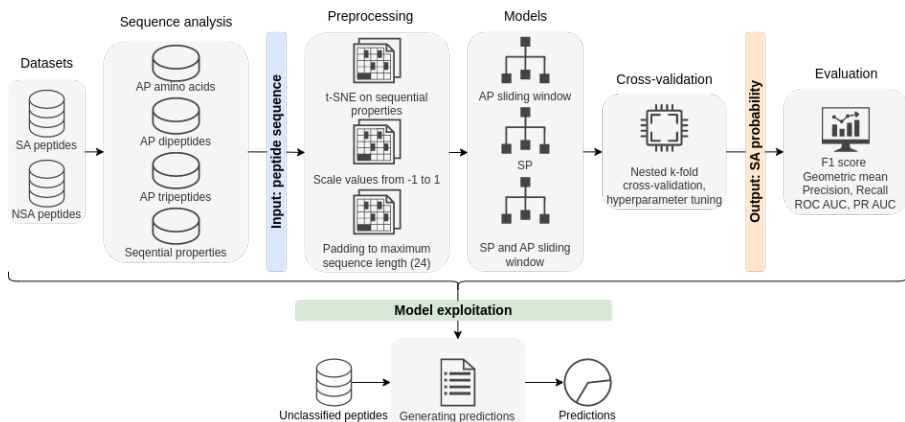 Datasets
SA peptides
NSA peptides
Sequence analysis
AP amino acids
AP dipeptides
AP tripeptides
Seqential properties
Input: peptide sequence
Preprocessing
t-SNE on sequential
properties
Scale values from -1 to 1
Padding to maximum
sequence length (24)
Models
AP sliding window
SP
SP and AP sliding
window
Cross-validation
Nested k-fold
cross-validation,
hyperparameter tuning
Output: SA probability
Evaluation
F1 score
Geometric mean
Precision, Recall
ROC AUC, PR AUC
Model exploitation
Unclassified peptides
Generating predictions
Predictions